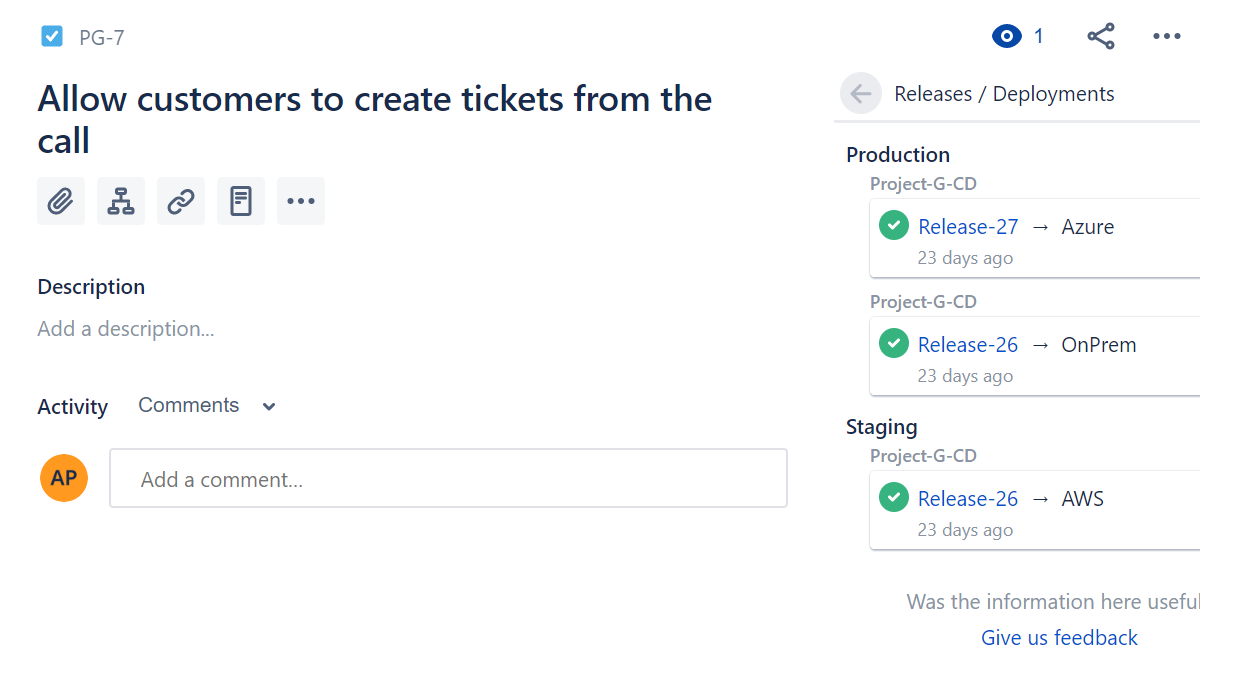 PG-7
1
Allow customers to create tickets from the
call
Description
Add a description...
Activity Comments
AP
Add a comment...
Releases / Deployments
Production
Project-G-CD
Release-27 → Azure
23 days ago
Project-G-CD
Release-26 → OnPrem
23 days ago
Staging
Project-G-CD
Release-26 → AWS
23 days ago
Was the information here useful
Give us feedback